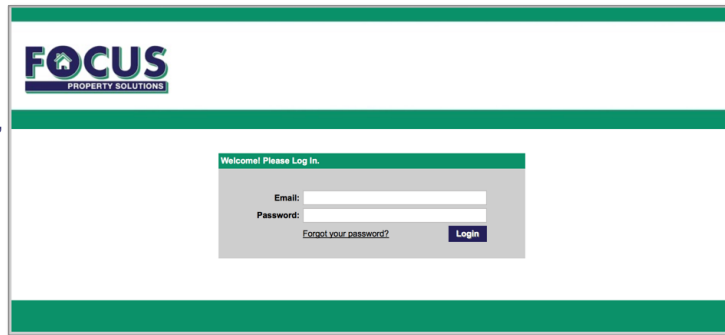 FOCUS
PROPERTY SOLUTIONS
Welcome! Please Log In.
Email:
Password:
Forgot your password? Login